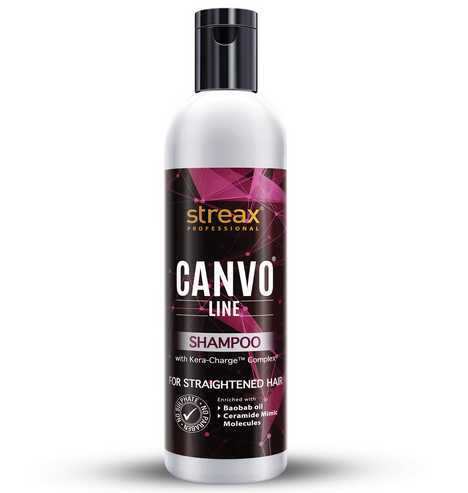 streax®
PROFESSIONAL
CANVO®
LINE
SHAMPOO
with Kera-Charge™ Complex
FOR STRAIGHTENED HAIR
NO SULPHATE • NO PARABEN •
Enriched with
▸ Baobab oil
▸ Ceramide Mimic
Molecules